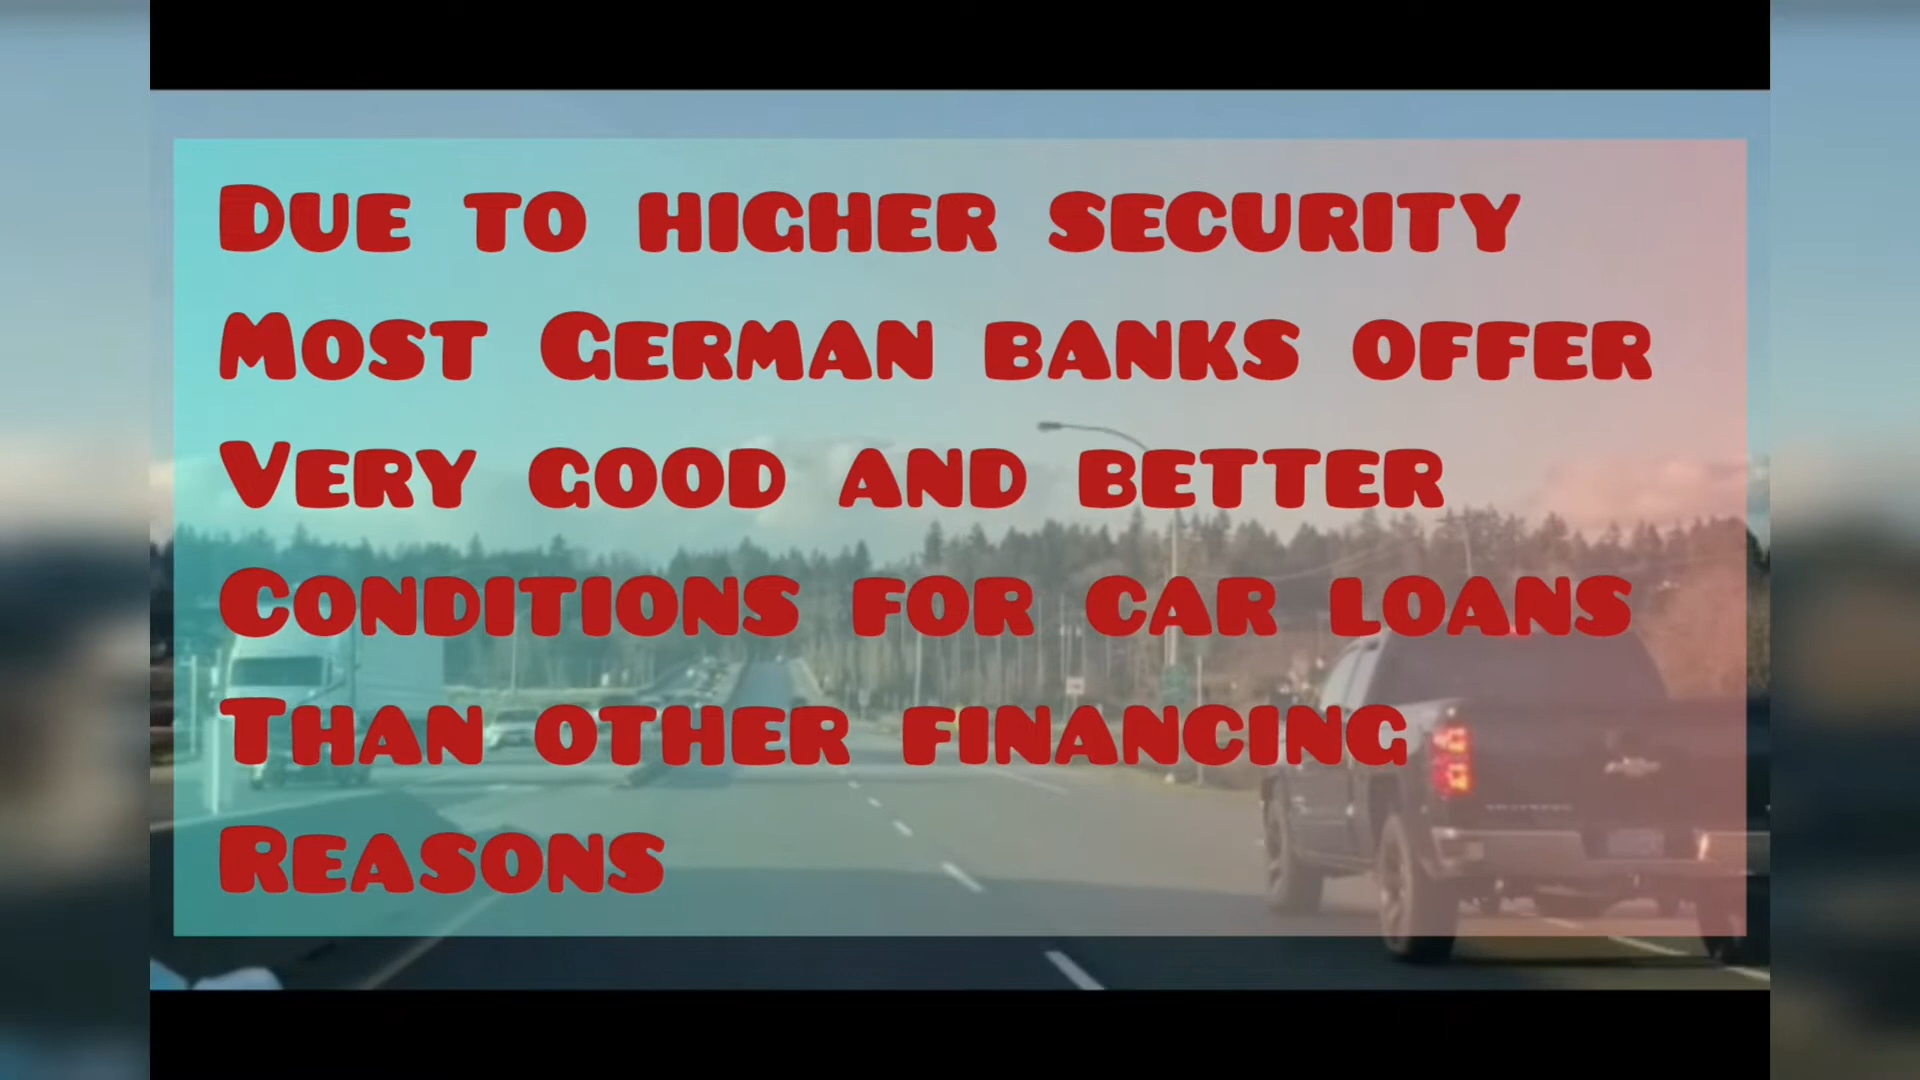 Due to higher security
Most German banks offer
Very good and better
Conditions for car loans
Than other financing
Reasons